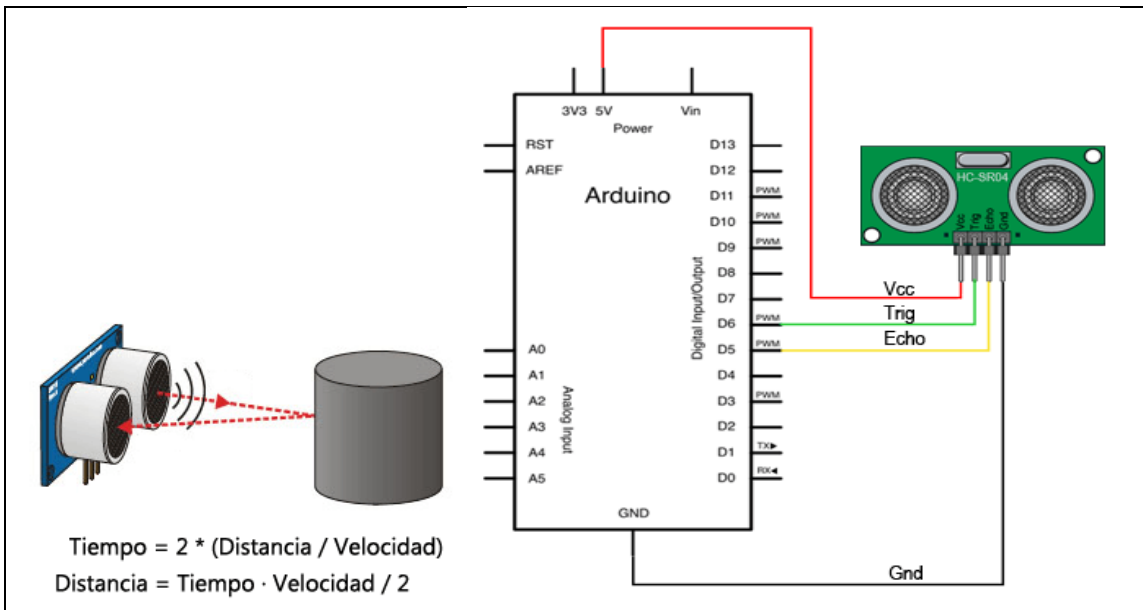 3V3 5V Vin
Power
RST
AREF
Arduino
D13
D12
D11 PWM
D10 PWM
D9 PWM
D8
D7
D6 PWM
D5 PWM
D4
D3 PWM
D2
D1 TX▶
D0 RX◀
Digital Input/Output
A0
A1
A2
A3
A4
A5
Analog Input
GND
HC-SR04
Vcc
Trig
Echo
Gnd
Vcc
Trig
Echo
Gnd
Tiempo = 2 * (Distancia / Velocidad)
Distancia = Tiempo · Velocidad / 2